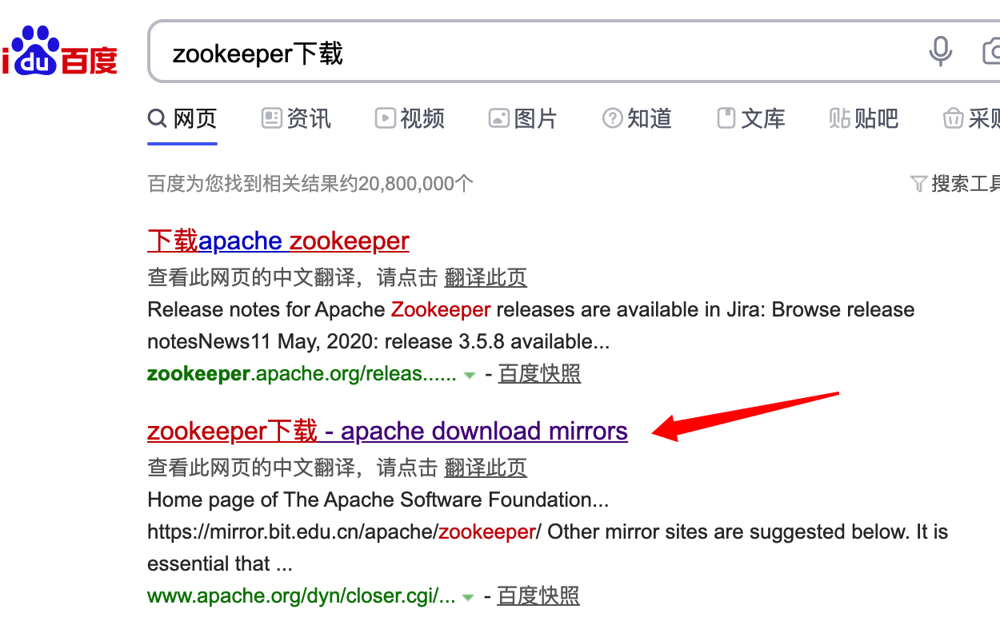 du百度
zookeeper下载
网页 资讯 视频 图片 知道 文库 贴贴吧 采购
百度为您找到相关结果约20,800,000个 搜索工具
下载apache zookeeper
查看此网页的中文翻译，请点击 翻译此页
Release notes for Apache Zookeeper releases are available in Jira: Browse release
notesNews11 May, 2020: release 3.5.8 available...
zookeeper.apache.org/releas...... - 百度快照
zookeeper下载 - apache download mirrors
查看此网页的中文翻译，请点击 翻译此页
Home page of The Apache Software Foundation...
https://mirror.bit.edu.cn/apache/zookeeper/ Other mirror sites are suggested below. It is
essential that ...
www.apache.org/dyn/closer.cgi/... - 百度快照